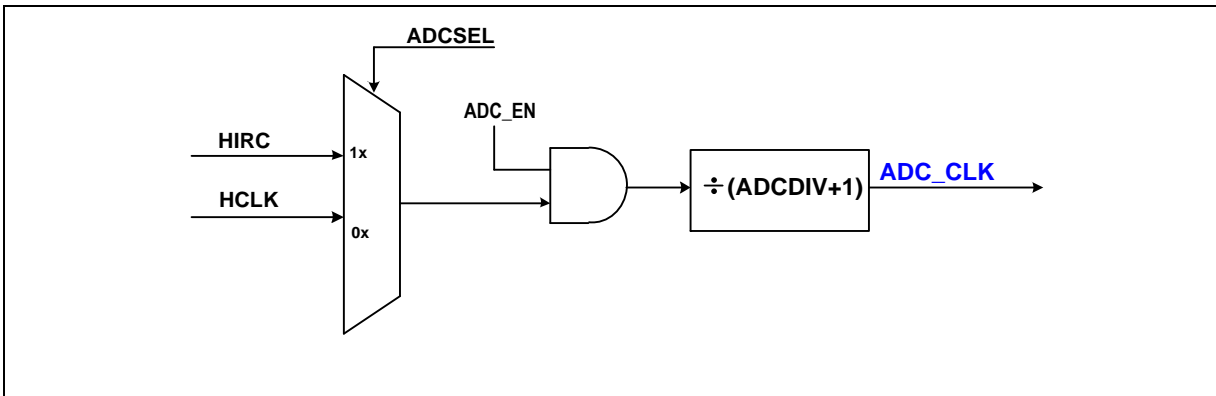 ADCSEL
ADC_EN
HIRC
1x
÷(ADCDIV+1)
ADC_CLK
HCLK
0x